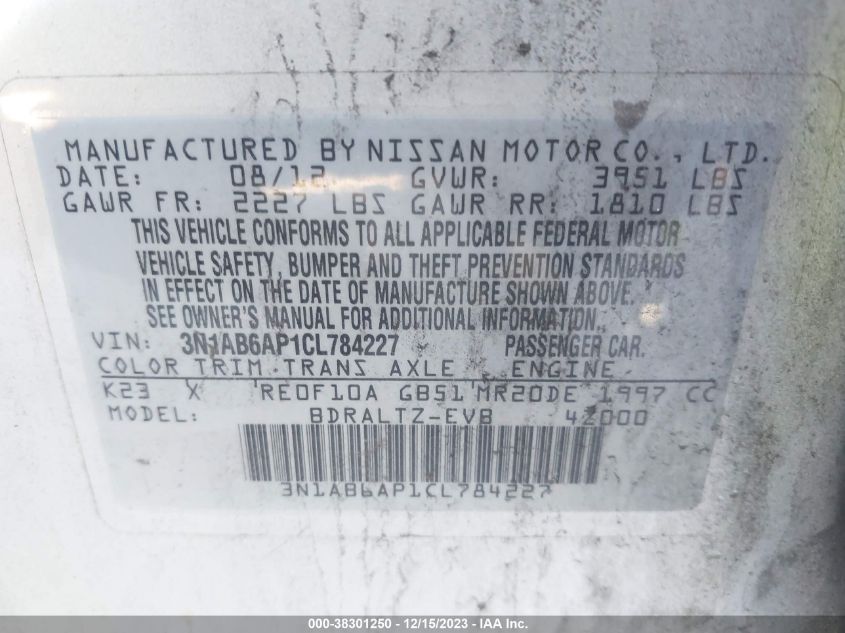 MANUFACTURED BY NISSAN MOTOR CO., LTD.
DATE: 08/12 GVWR: 3951 LBS
GAWR FR: 2227 LBS GAWR RR: 1810 LBS
THIS VEHICLE CONFORMS TO ALL APPLICABLE FEDERAL MOTOR
VEHICLE SAFETY, BUMPER AND THEFT PREVENTION STANDARDS
IN EFFECT ON THE DATE OF MANUFACTURE SHOWN ABOVE.
SEE OWNER'S MANUAL FOR ADDITIONAL INFORMATION.
VIN: 3N1AB6AP1CL784227 PASSENGER CAR.
COLOR TRIM TRANS AXLE ENGINE
K23 X RE0F10A GB51 MR20DE 1997 CC
MODEL: BDRALTZ-EVB 42000
3N1AB6AP1CL784227
000-38301250 - 12/15/2023 - IAA Inc.